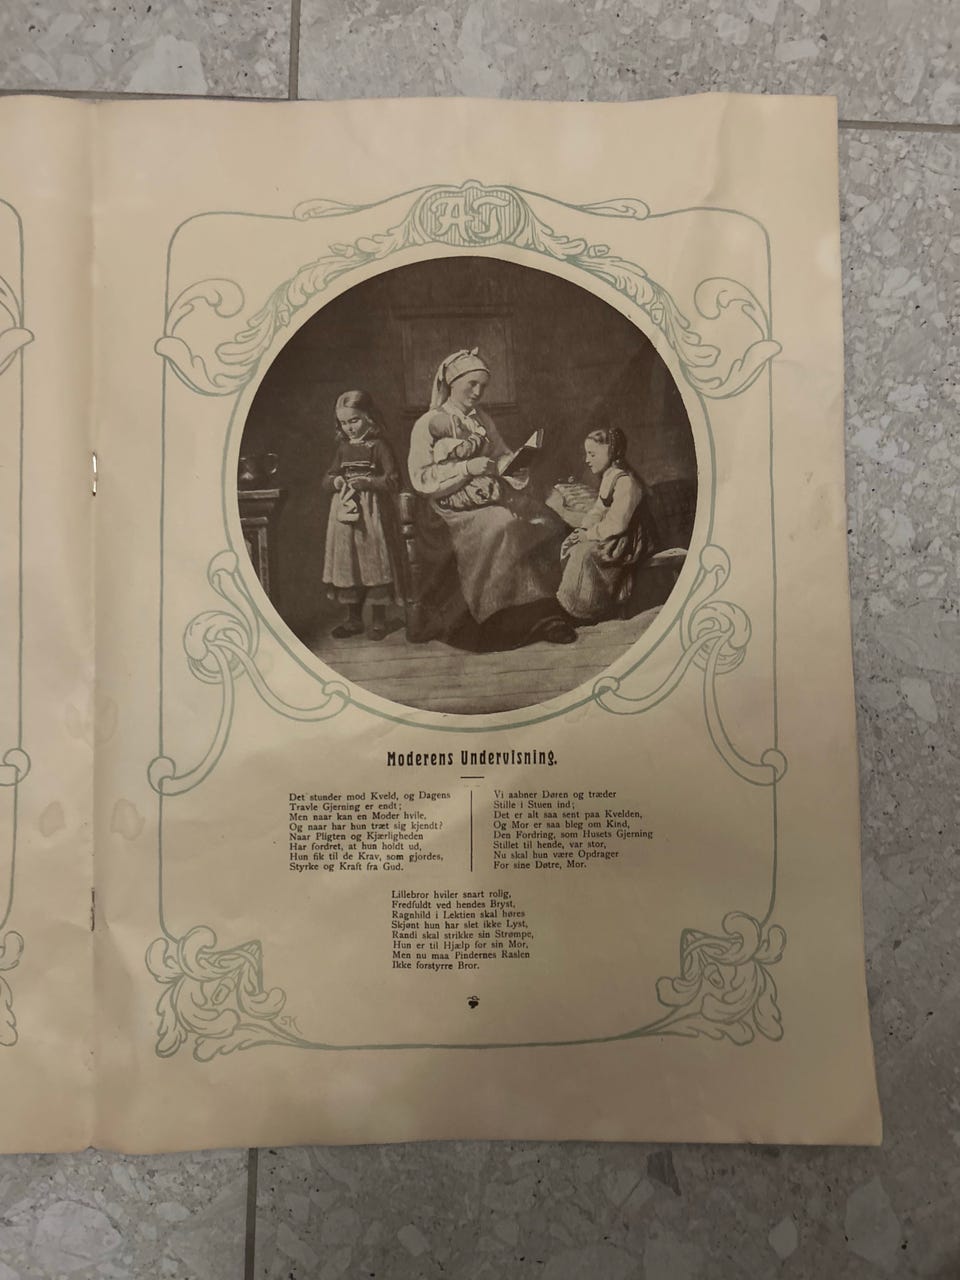 AT
Moderens Undervisning.
Det stunder mod Kveld, og Dagens
Travle Gjerning er endt;
Men naar kan en Moder hvile,
Og naar har hun træt sig kjendt?
Naar Pligten og Kjærligheden
Har fordret, at hun holdt ud,
Hun fik til de Krav, som gjordes,
Styrke og Kraft fra Gud.
Vi aabner Døren og træder
Stille i Stuen ind;
Det er alt saa sent paa Kvelden,
Og Mor er saa bleg om Kind,
Den Fordring, som Husets Gjerning
Stillet til hende, var stor,
Nu skal hun være Opdrager
For sine Døtre, Mor.
Lillebror hviler snart rolig,
Fredfuldt ved hendes Bryst,
Ragnhild i Lektien skal høres
Skjønt hun har slet ikke Lyst,
Randi skal strikke sin Strømpe,
Hun er til Hjælp for sin Mor,
Men nu maa Pindernes Raslen
Ikke forstyrre Bror.
SK